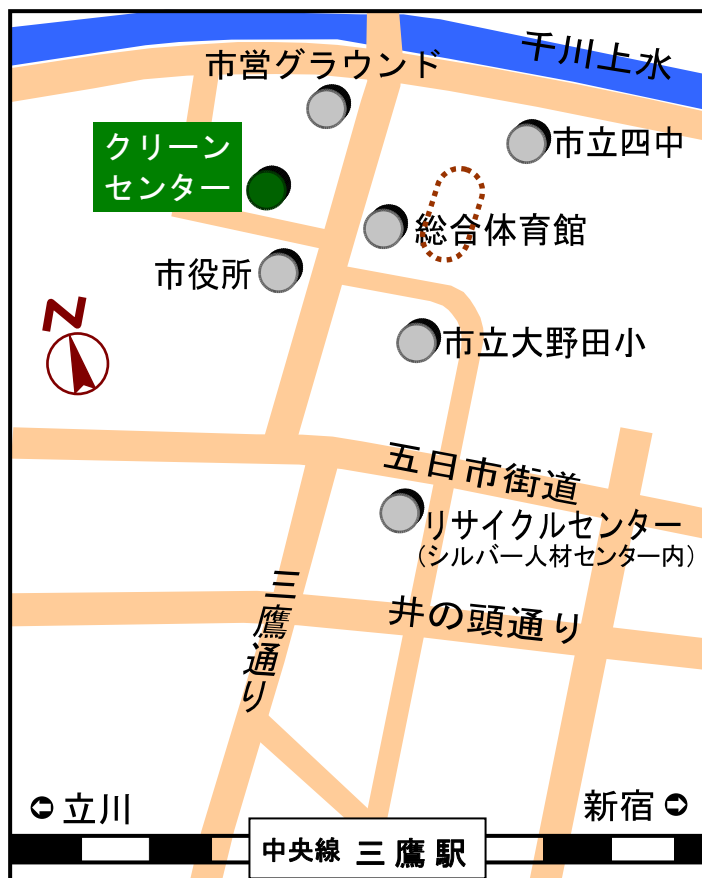 千川上水
市営グラウンド
市立四中
クリーン
センター
総合体育館
市役所
N
市立大野田小
五日市街道
リサイクルセンター
（シルバー人材センター内）
三鷹通り
井の頭通り
立川
新宿
中央線 三鷹駅